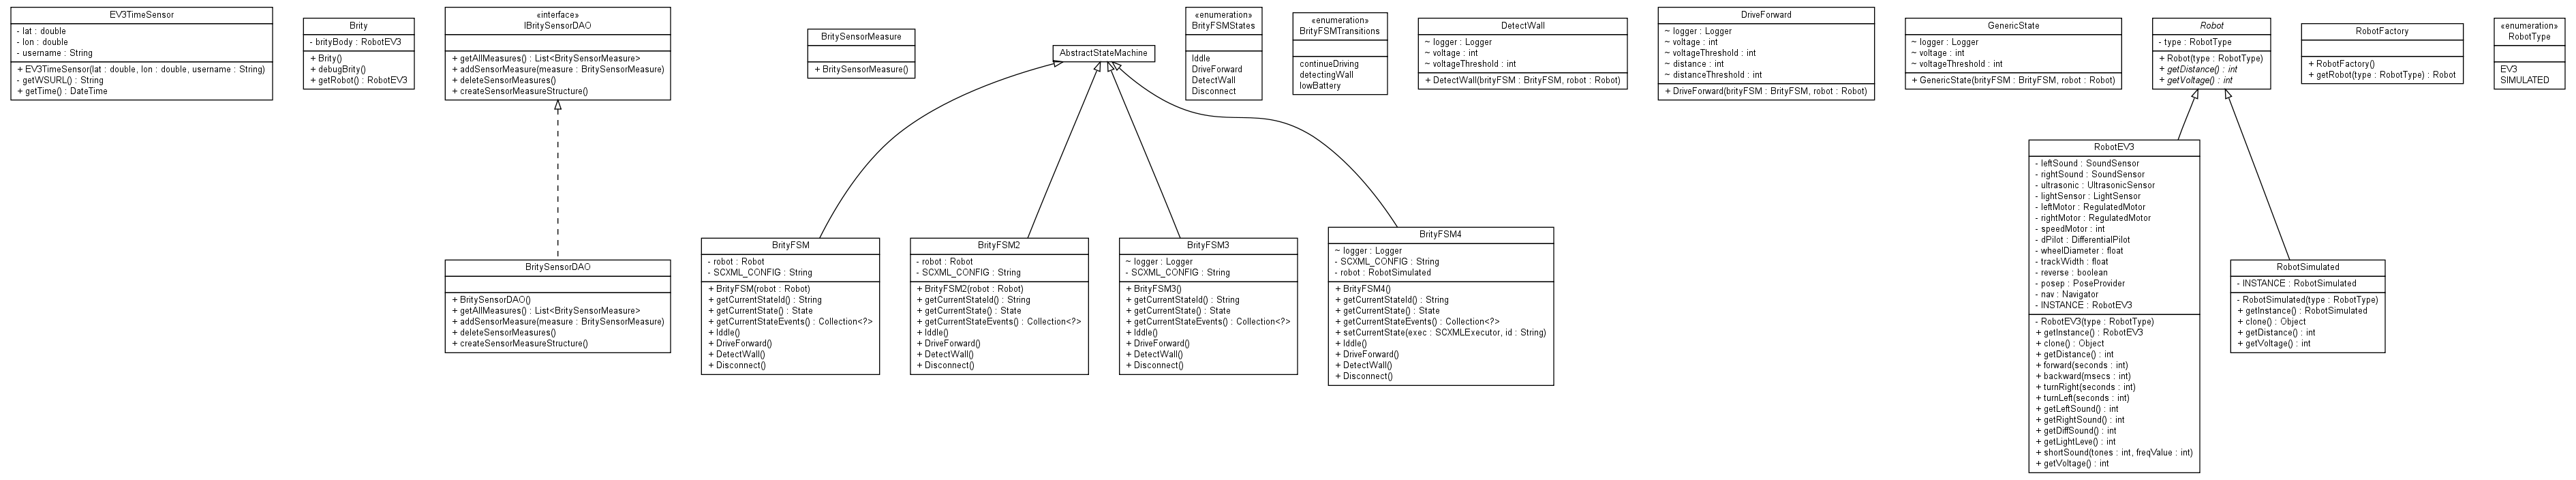 EV3TimeSensor
- lat : double
- lon : double
- username : String
+ EV3TimeSensor(lat : double, lon : double, username : String)
- getWSURL() : String
+ getTime() : DateTime
Brity
- brityBody : RobotEV3
+ Brity()
+ debugBrity()
+ getRobot() : RobotEV3
«interface»
IBritySensorDAO
+ getAllMeasures() : List<BritySensorMeasure>
+ addSensorMeasure(measure : BritySensorMeasure)
+ deleteSensorMeasures()
+ createSensorMeasureStructure()
BritySensorMeasure
+ BritySensorMeasure()
AbstractStateMachine
«enumeration»
BrityFSMStates
Iddle
DriveForward
DetectWall
Disconnect
«enumeration»
BrityFSMTransitions
continueDriving
detectingWall
lowBattery
DetectWall
~ logger : Logger
~ voltage : int
~ voltageThreshold : int
+ DetectWall(brityFSM : BrityFSM, robot : Robot)
DriveForward
~ logger : Logger
~ voltage : int
~ voltageThreshold : int
~ distance : int
~ distanceThreshold : int
+ DriveForward(brityFSM : BrityFSM, robot : Robot)
GenericState
~ logger : Logger
~ voltage : int
~ voltageThreshold : int
+ GenericState(brityFSM : BrityFSM, robot : Robot)
Robot
- type : RobotType
+ Robot(type : RobotType)
+ getDistance() : int
+ getVoltage() : int
RobotFactory
+ RobotFactory()
+ getRobot(type : RobotType) : Robot
«enumeration»
RobotType
EV3
SIMULATED
BritySensorDAO
+ BritySensorDAO()
+ getAllMeasures() : List<BritySensorMeasure>
+ addSensorMeasure(measure : BritySensorMeasure)
+ deleteSensorMeasures()
+ createSensorMeasureStructure()
BrityFSM
- robot : Robot
- SCXML_CONFIG : String
+ BrityFSM(robot : Robot)
+ getCurrentStateId() : String
+ getCurrentState() : State
+ getCurrentStateEvents() : Collection<?>
+ Iddle()
+ DriveForward()
+ DetectWall()
+ Disconnect()
BrityFSM2
- robot : Robot
- SCXML_CONFIG : String
+ BrityFSM2(robot : Robot)
+ getCurrentStateId() : String
+ getCurrentState() : State
+ getCurrentStateEvents() : Collection<?>
+ Iddle()
+ DriveForward()
+ DetectWall()
+ Disconnect()
BrityFSM3
~ logger : Logger
- SCXML_CONFIG : String
+ BrityFSM3()
+ getCurrentStateId() : String
+ getCurrentState() : State
+ getCurrentStateEvents() : Collection<?>
+ Iddle()
+ DriveForward()
+ DetectWall()
+ Disconnect()
BrityFSM4
~ logger : Logger
- SCXML_CONFIG : String
- robot : RobotSimulated
+ BrityFSM4()
+ getCurrentStateId() : String
+ getCurrentState() : State
+ getCurrentStateEvents() : Collection<?>
+ setCurrentState(exec : SCXMLExecutor, id : String)
+ Iddle()
+ DriveForward()
+ DetectWall()
+ Disconnect()
RobotEV3
- leftSound : SoundSensor
- rightSound : SoundSensor
- ultrasonic : UltrasonicSensor
- lightSensor : LightSensor
- leftMotor : RegulatedMotor
- rightMotor : RegulatedMotor
- speedMotor : int
- dPilot : DifferentialPilot
- wheelDiameter : float
- trackWidth : float
- reverse : boolean
- posep : PoseProvider
- nav : Navigator
- INSTANCE : RobotEV3
- RobotEV3(type : RobotType)
+ getInstance() : RobotEV3
+ clone() : Object
+ getDistance() : int
+ forward(seconds : int)
+ backward(msecs : int)
+ turnRight(seconds : int)
+ turnLeft(seconds : int)
+ getLeftSound() : int
+ getRightSound() : int
+ getDiffSound() : int
+ getLightLeve() : int
+ shortSound(tones : int, freqValue : int)
+ getVoltage() : int
RobotSimulated
- INSTANCE : RobotSimulated
- RobotSimulated(type : RobotType)
+ getInstance() : RobotSimulated
+ clone() : Object
+ getDistance() : int
+ getVoltage() : int